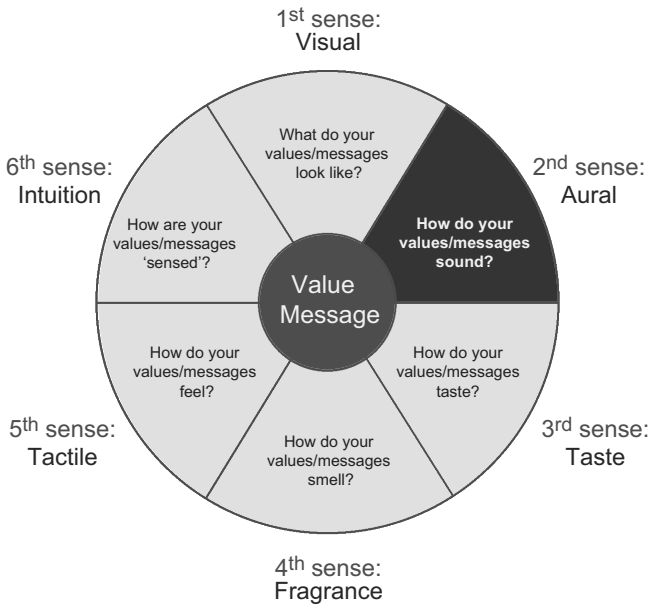 1st sense:
Visual
What do your
values/messages
look like?
2nd sense:
Aural
How do your
values/messages
sound?
3rd sense:
Taste
How do your
values/messages
taste?
4th sense:
Fragrance
How do your
values/messages
smell?
5th sense:
Tactile
How do your
values/messages
feel?
6th sense:
Intuition
How are your
values/messages
‘sensed’?
Value
Message